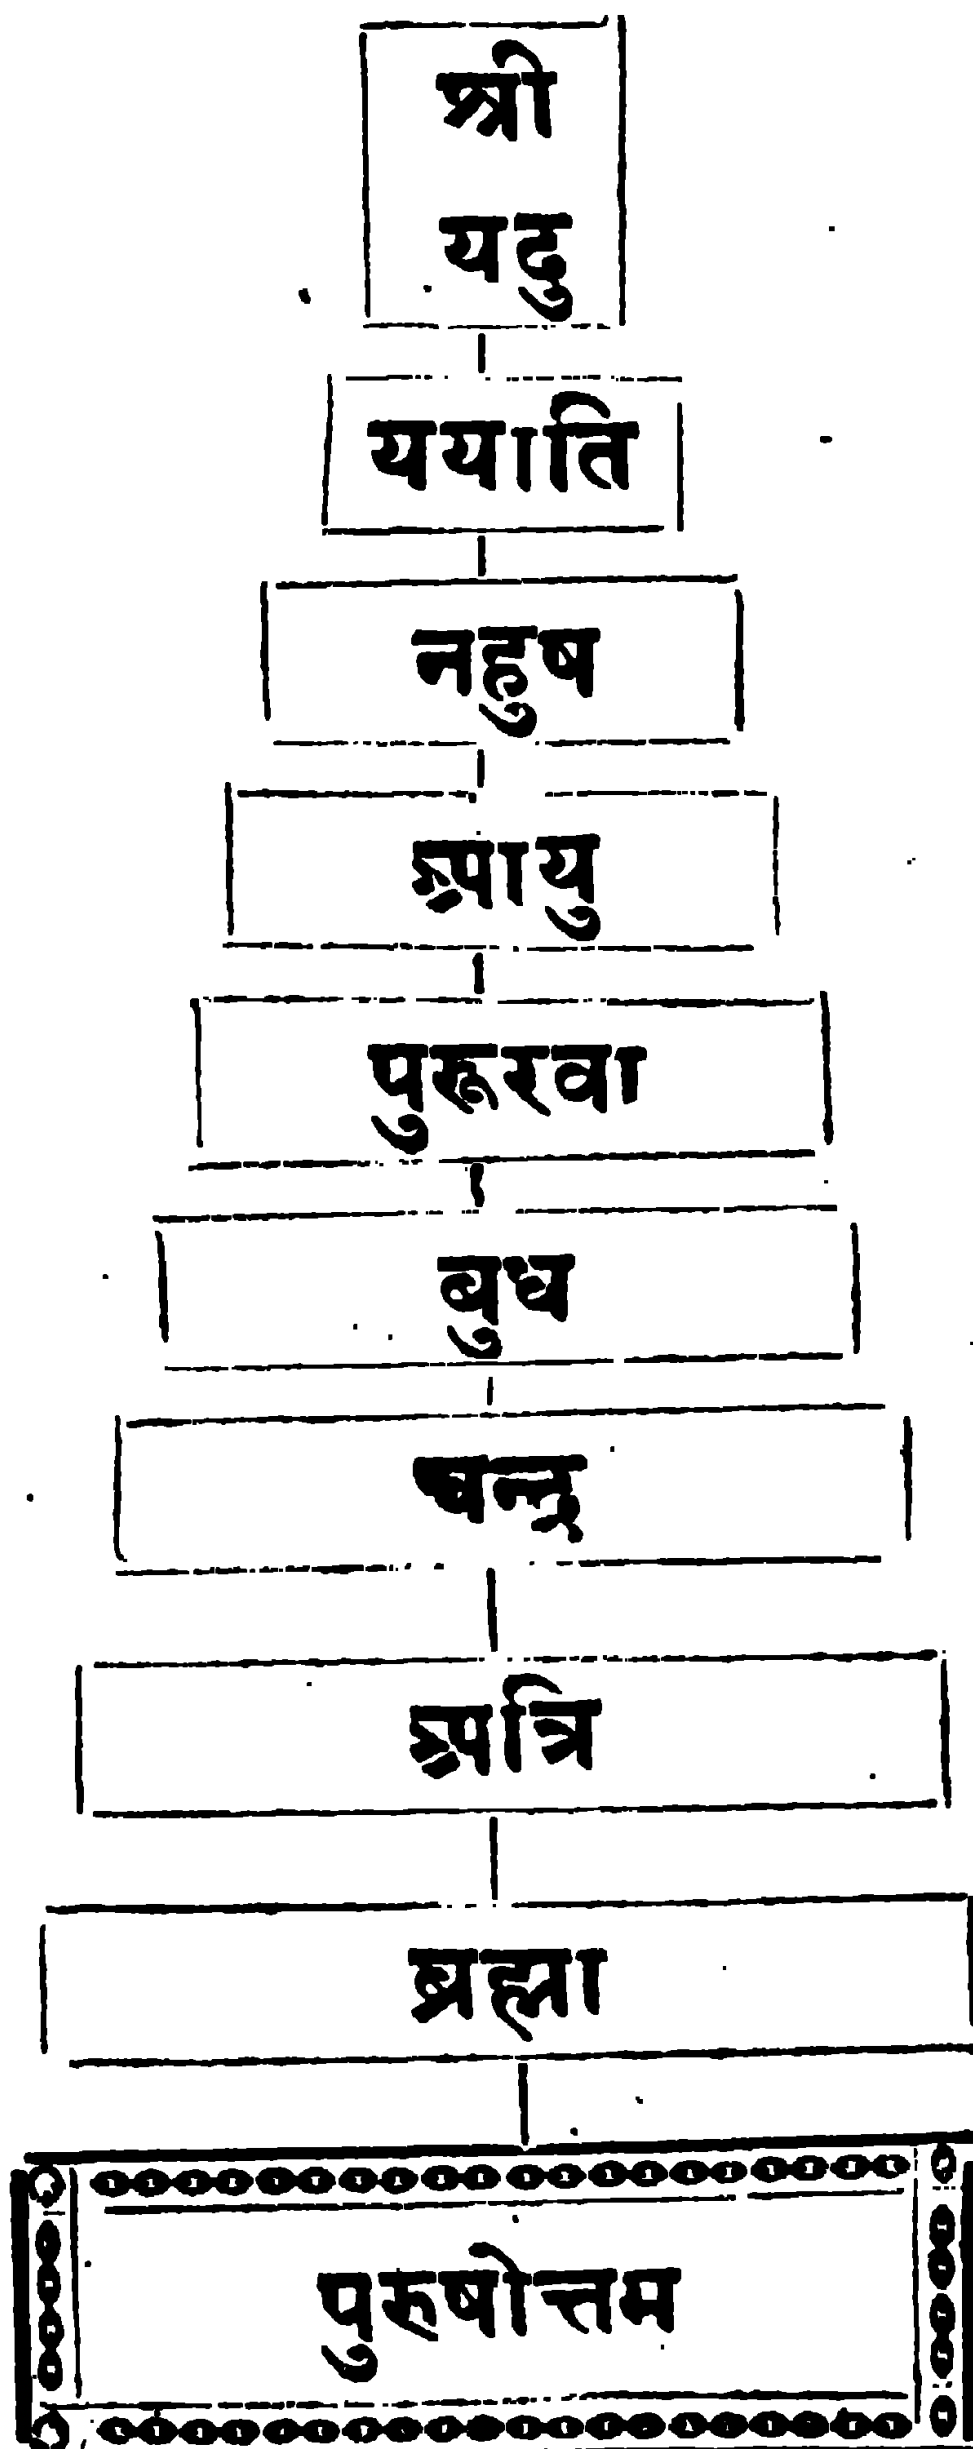 श्री
यदु
ययाति
नहुष
आयु
पुरूरवा
बुध
चन्द्र
अत्रि
ब्रह्मा
पुरुषोत्तम